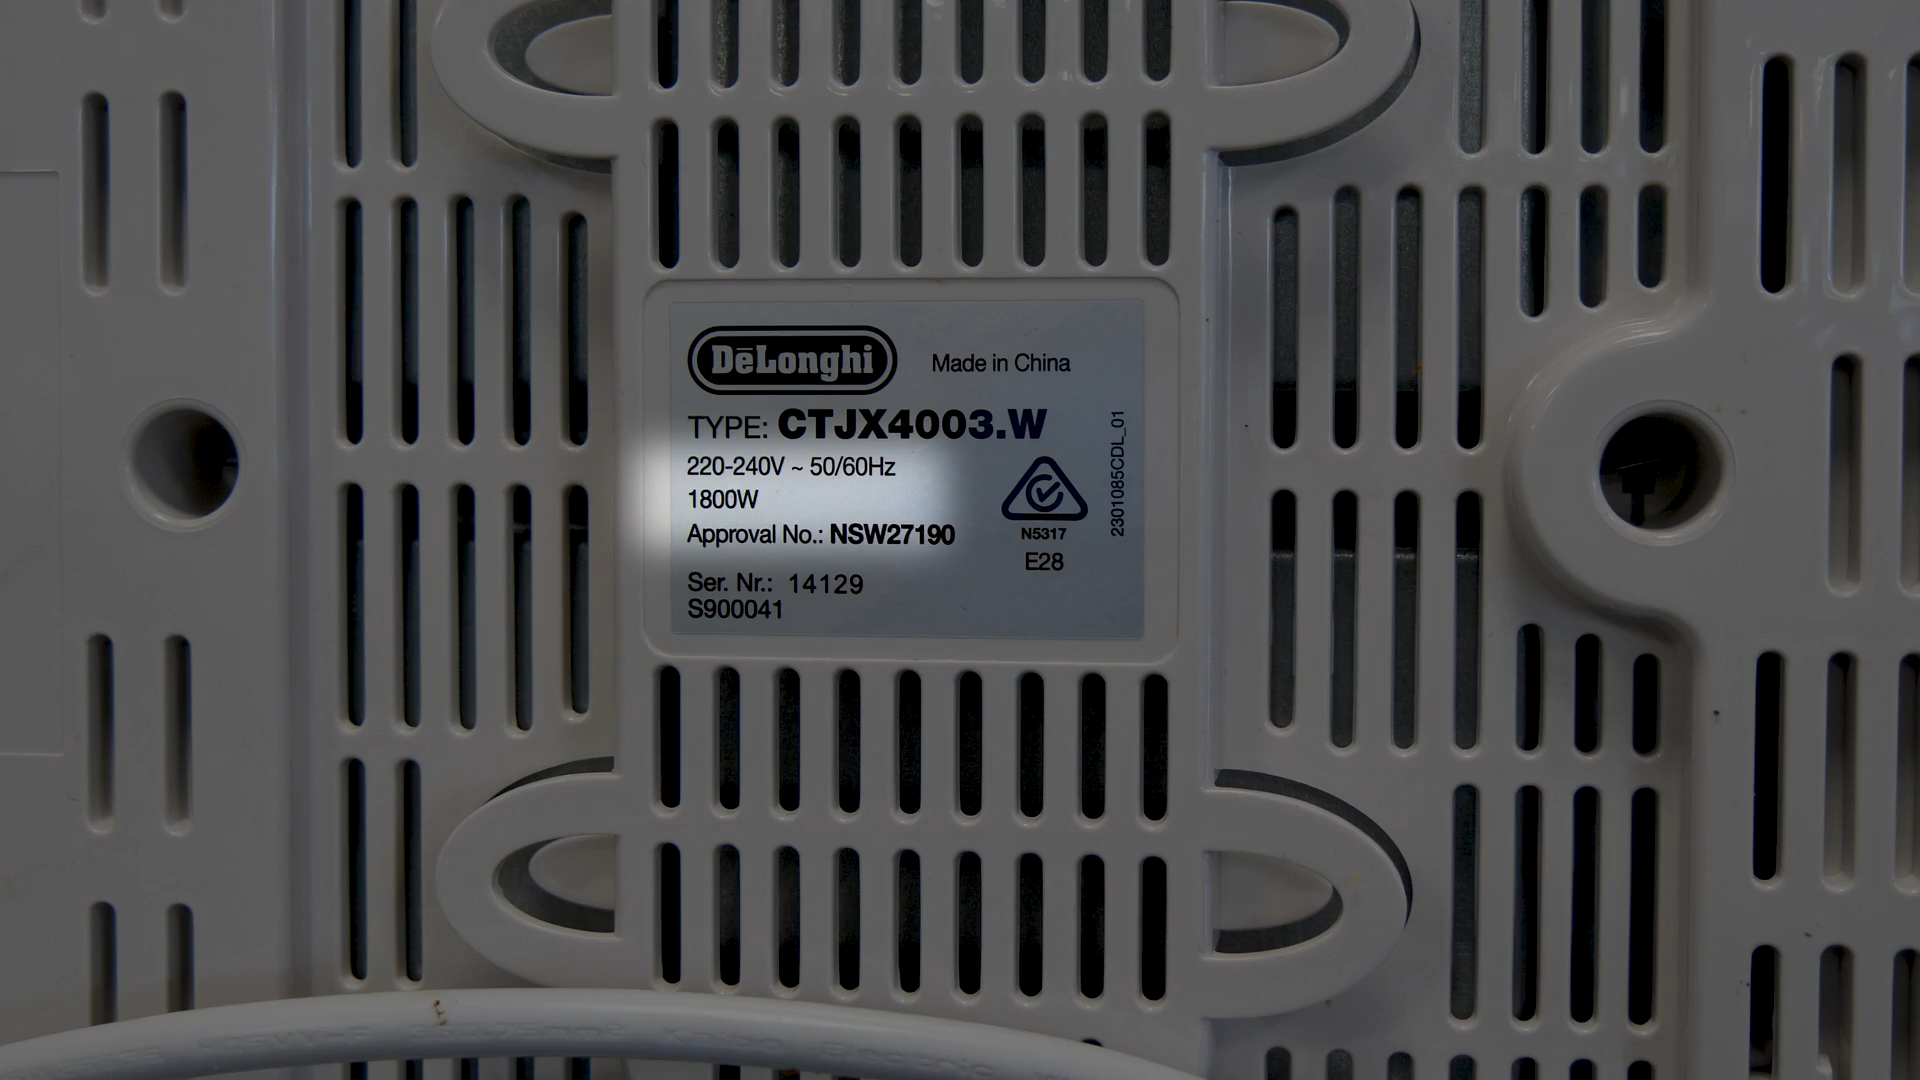 DēLonghi Made in China
TYPE: CTJX4003.W
220-240V ~ 50/60Hz
1800W
Approval No.: NSW27190
N5317
E28
Ser. Nr.: 14129
S900041
2301085CDL_01